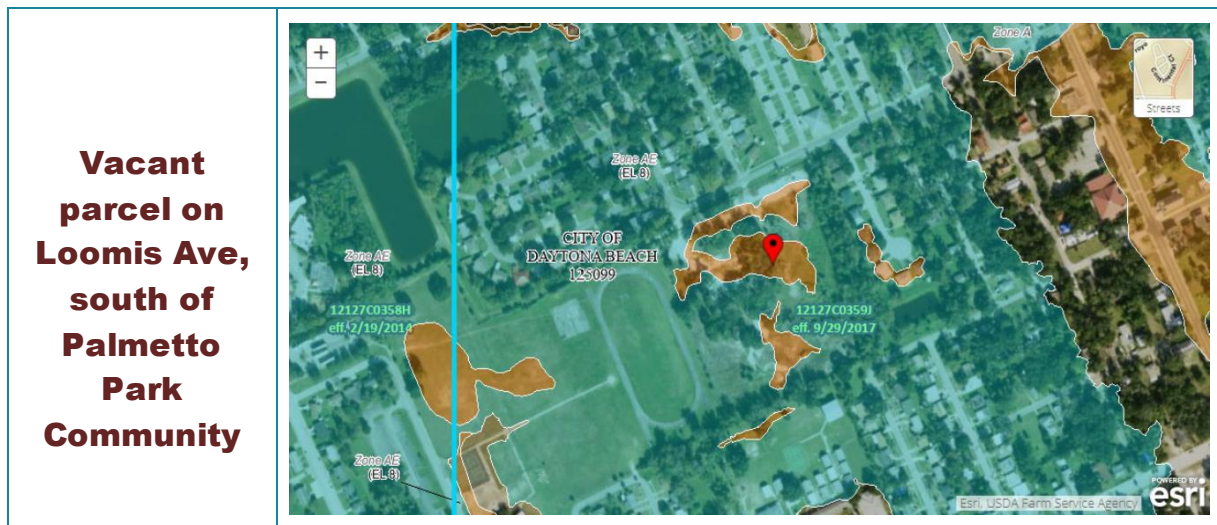 Vacant
parcel on
Loomis Ave,
south of
Palmetto
Park
Community
+
−
Zone A
Streets
Zone AE
(EL 8)
CITY OF
DAYTONA BEACH
125099
Zone AE
(EL 8)
12127C0358H
eff. 2/19/2014
12127C0359J
eff. 9/29/2017
Zone AE
(EL 8)
Esri, USDA Farm Service Agency
POWERED BY
esri